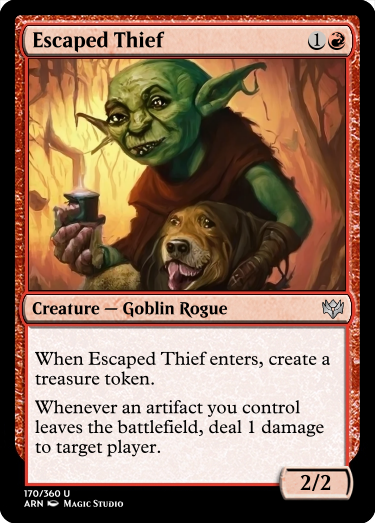 Escaped Thief 1
Creature — Goblin Rogue
When Escaped Thief enters, create a
treasure token.
Whenever an artifact you control
leaves the battlefield, deal 1 damage
to target player.
2/2
170/360 U
ARN Magic Studio